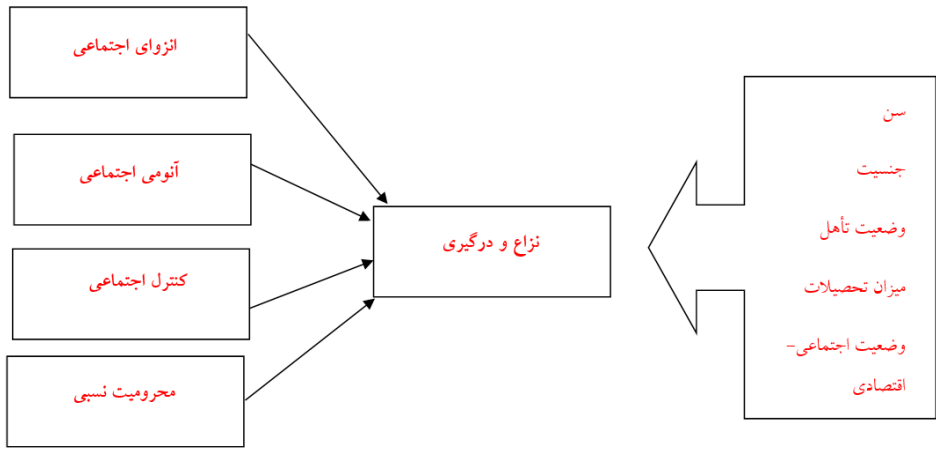 انزوای اجتماعی
آنومی اجتماعی
کنترل اجتماعی
محرومیت نسبی
نزاع و درگیری
سن
جنسیت
وضعیت تأهل
میزان تحصیلات
وضعیت اجتماعی-
اقتصادی